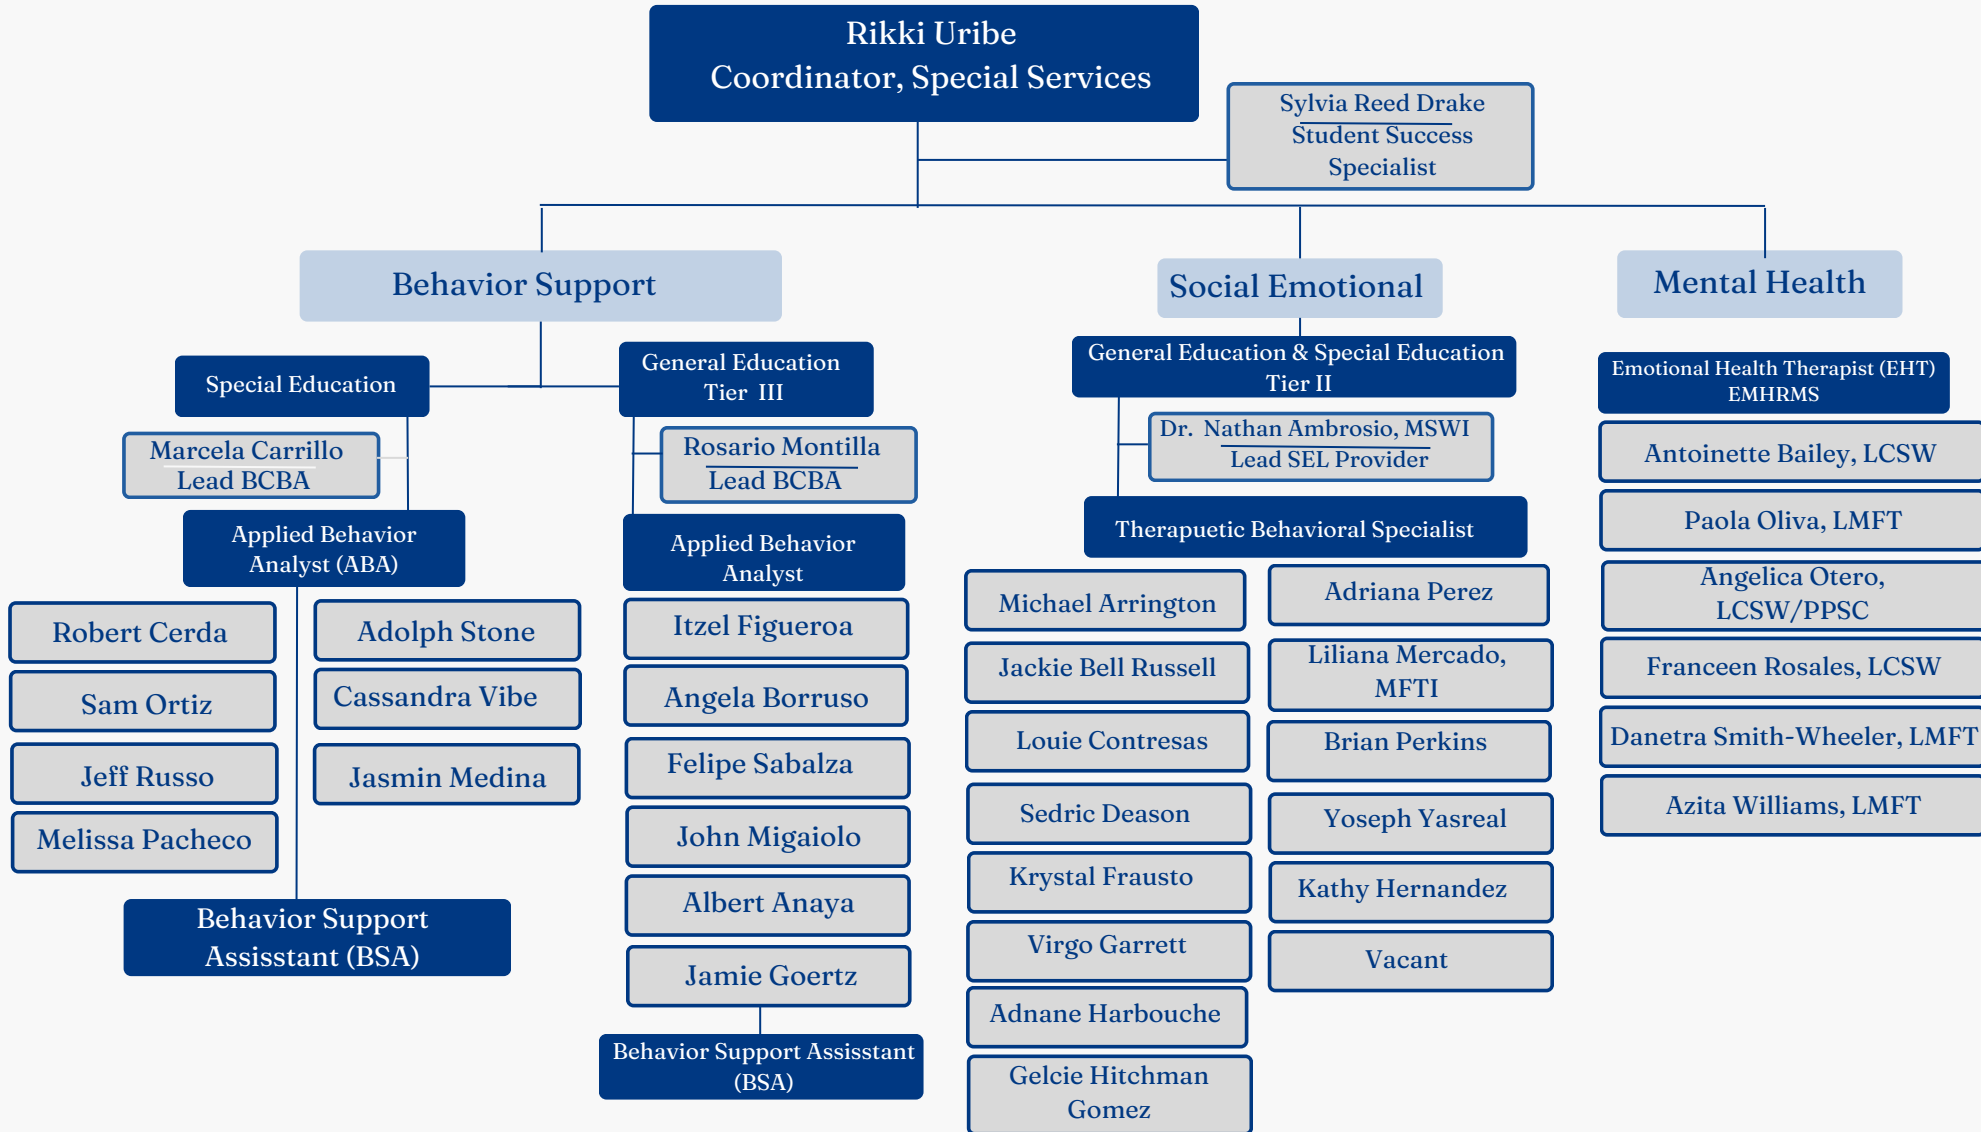 Rikki Uribe
Coordinator, Special Services
Sylvia Reed Drake
Student Success
Specialist
Behavior Support
Special Education
Marcela Carrillo
Lead BCBA
Applied Behavior
Analyst (ABA)
Robert Cerda
Sam Ortiz
Jeff Russo
Melissa Pacheco
Adolph Stone
Cassandra Vibe
Jasmin Medina
Behavior Support
Assisstant (BSA)
General Education
Tier III
Rosario Montilla
Lead BCBA
Applied Behavior
Analyst
Itzel Figueroa
Angela Borruso
Felipe Sabalza
John Migaiolo
Albert Anaya
Jamie Goertz
Behavior Support Assisstant
(BSA)
Social Emotional
General Education & Special Education
Tier II
Dr. Nathan Ambrosio, MSWI
Lead SEL Provider
Therapuetic Behavioral Specialist
Michael Arrington
Jackie Bell Russell
Louie Contresas
Sedric Deason
Krystal Frausto
Virgo Garrett
Adnane Harbouche
Gelcie Hitchman
Gomez
Adriana Perez
Liliana Mercado,
MFTI
Brian Perkins
Yoseph Yasreal
Kathy Hernandez
Vacant
Mental Health
Emotional Health Therapist (EHT)
EMHRMS
Antoinette Bailey, LCSW
Paola Oliva, LMFT
Angelica Otero,
LCSW/PPSC
Franceen Rosales, LCSW
Danetra Smith-Wheeler, LMFT
Azita Williams, LMFT